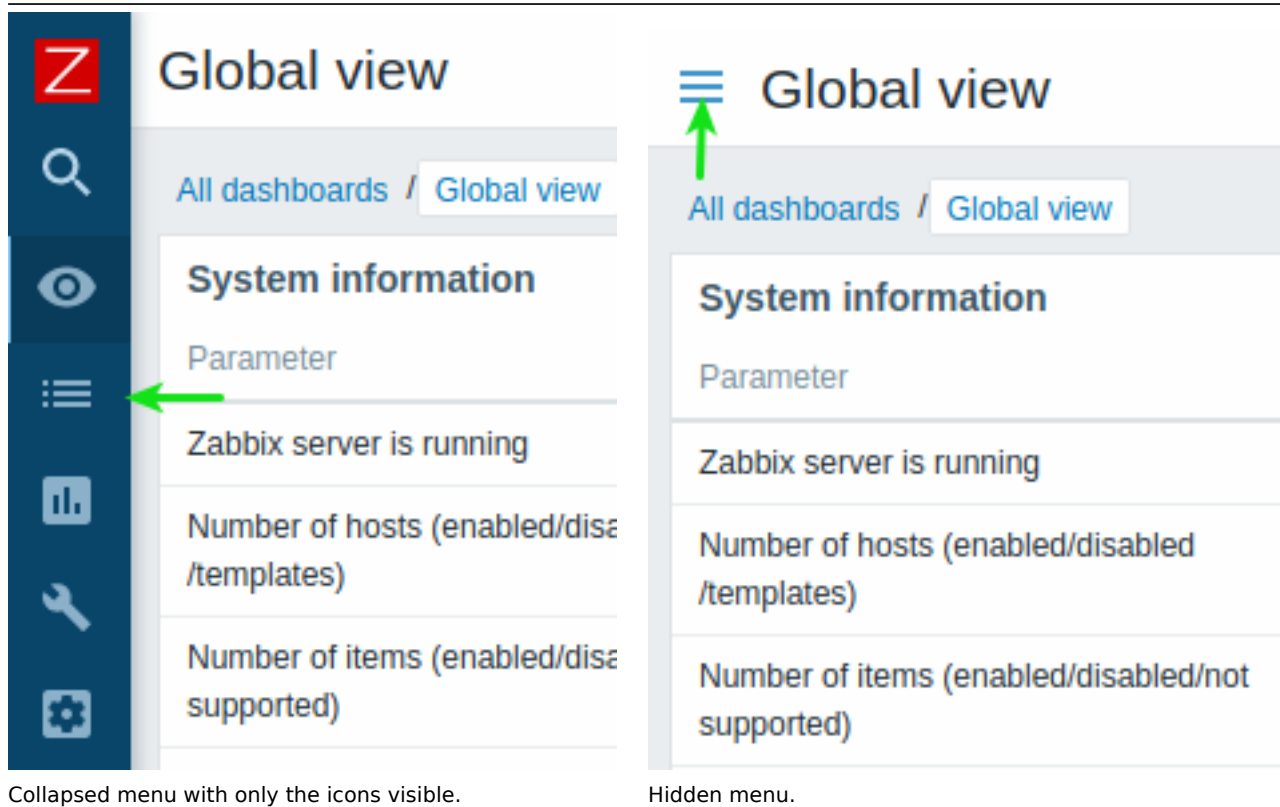 Z
Global view
All dashboards / Global view
System information
Parameter
Zabbix server is running
Number of hosts (enabled/disa
/templates)
Number of items (enabled/disa
supported)
Collapsed menu with only the icons visible.
Global view
All dashboards / Global view
System information
Parameter
Zabbix server is running
Number of hosts (enabled/disabled
/templates)
Number of items (enabled/disabled/not
supported)
Hidden menu.